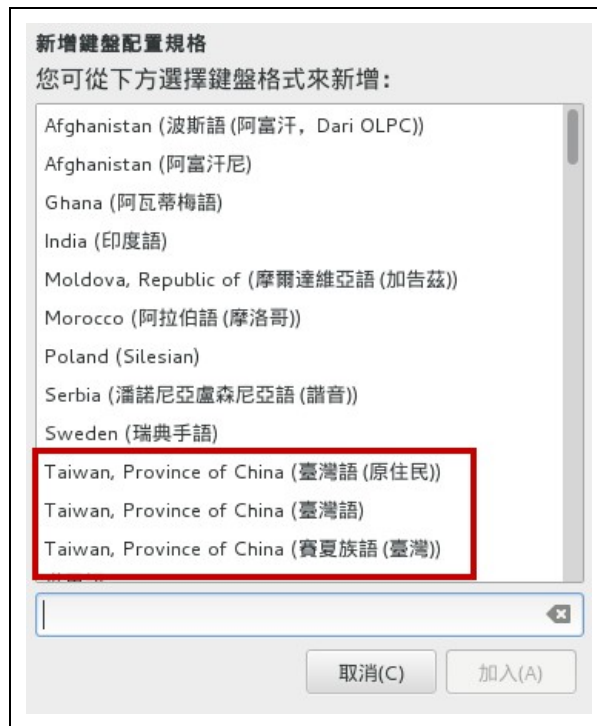 新增鍵盤配置規格
您可從下方選擇鍵盤格式來新增：
Afghanistan (波斯語 (阿富汗，Dari OLPC))
Afghanistan (阿富汗尼)
Ghana (阿瓦蒂梅語)
India (印度語)
Moldova, Republic of (摩爾達維亞語 (加告茲))
Morocco (阿拉伯語 (摩洛哥))
Poland (Silesian)
Serbia (潘諾尼亞盧森尼亞語 (諧音))
Sweden (瑞典手語)
Taiwan, Province of China (臺灣語 (原住民))
Taiwan, Province of China (臺灣語)
Taiwan, Province of China (賽夏族語 (臺灣))
取消(C)
加入(A)